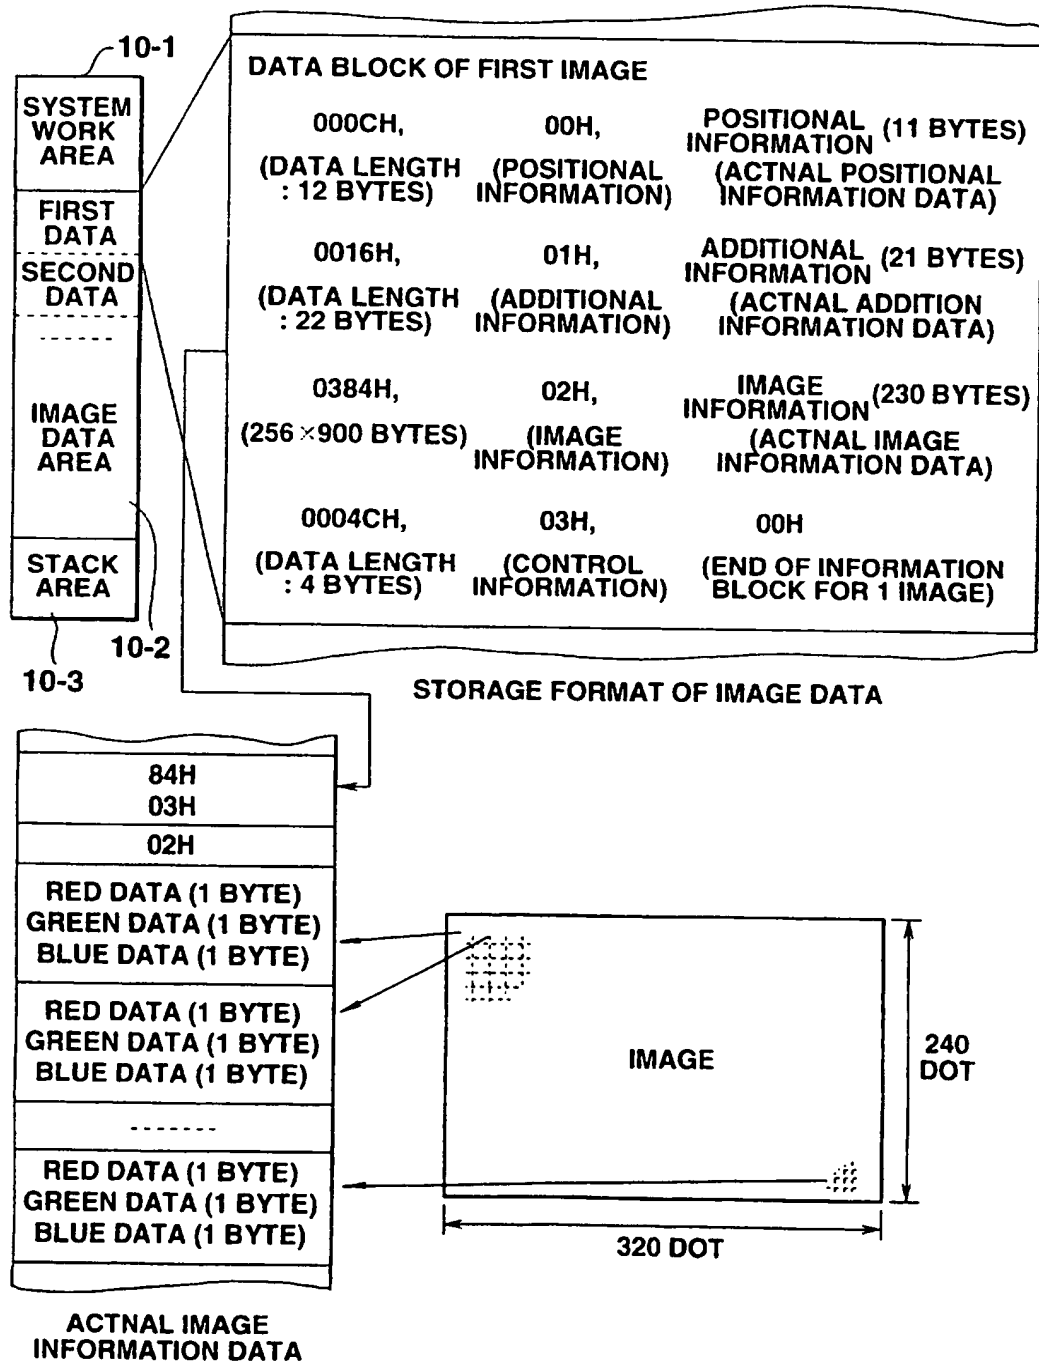 10-1
SYSTEM
WORK
AREA
FIRST
DATA
SECOND
DATA
IMAGE
DATA
AREA
STACK
AREA
10-2
10-3
DATA BLOCK OF FIRST IMAGE
000CH,
(DATA LENGTH
: 12 BYTES)
00H,
(POSITIONAL
INFORMATION)
POSITIONAL
INFORMATION (11 BYTES)
(ACTNAL POSITIONAL
INFORMATION DATA)
0016H,
(DATA LENGTH
: 22 BYTES)
01H,
(ADDITIONAL
INFORMATION)
ADDITIONAL
INFORMATION (21 BYTES)
(ACTNAL ADDITION
INFORMATION DATA)
0384H,
(256 ×900 BYTES)
02H,
(IMAGE
INFORMATION)
IMAGE
INFORMATION (230 BYTES)
(ACTNAL IMAGE
INFORMATION DATA)
0004CH,
(DATA LENGTH
: 4 BYTES)
03H,
(CONTROL
INFORMATION)
00H
(END OF INFORMATION
BLOCK FOR 1 IMAGE)
STORAGE FORMAT OF IMAGE DATA
84H
03H
02H
RED DATA (1 BYTE)
GREEN DATA (1 BYTE)
BLUE DATA (1 BYTE)
RED DATA (1 BYTE)
GREEN DATA (1 BYTE)
BLUE DATA (1 BYTE)
RED DATA (1 BYTE)
GREEN DATA (1 BYTE)
BLUE DATA (1 BYTE)
ACTNAL IMAGE
INFORMATION DATA
IMAGE
240
DOT
320 DOT